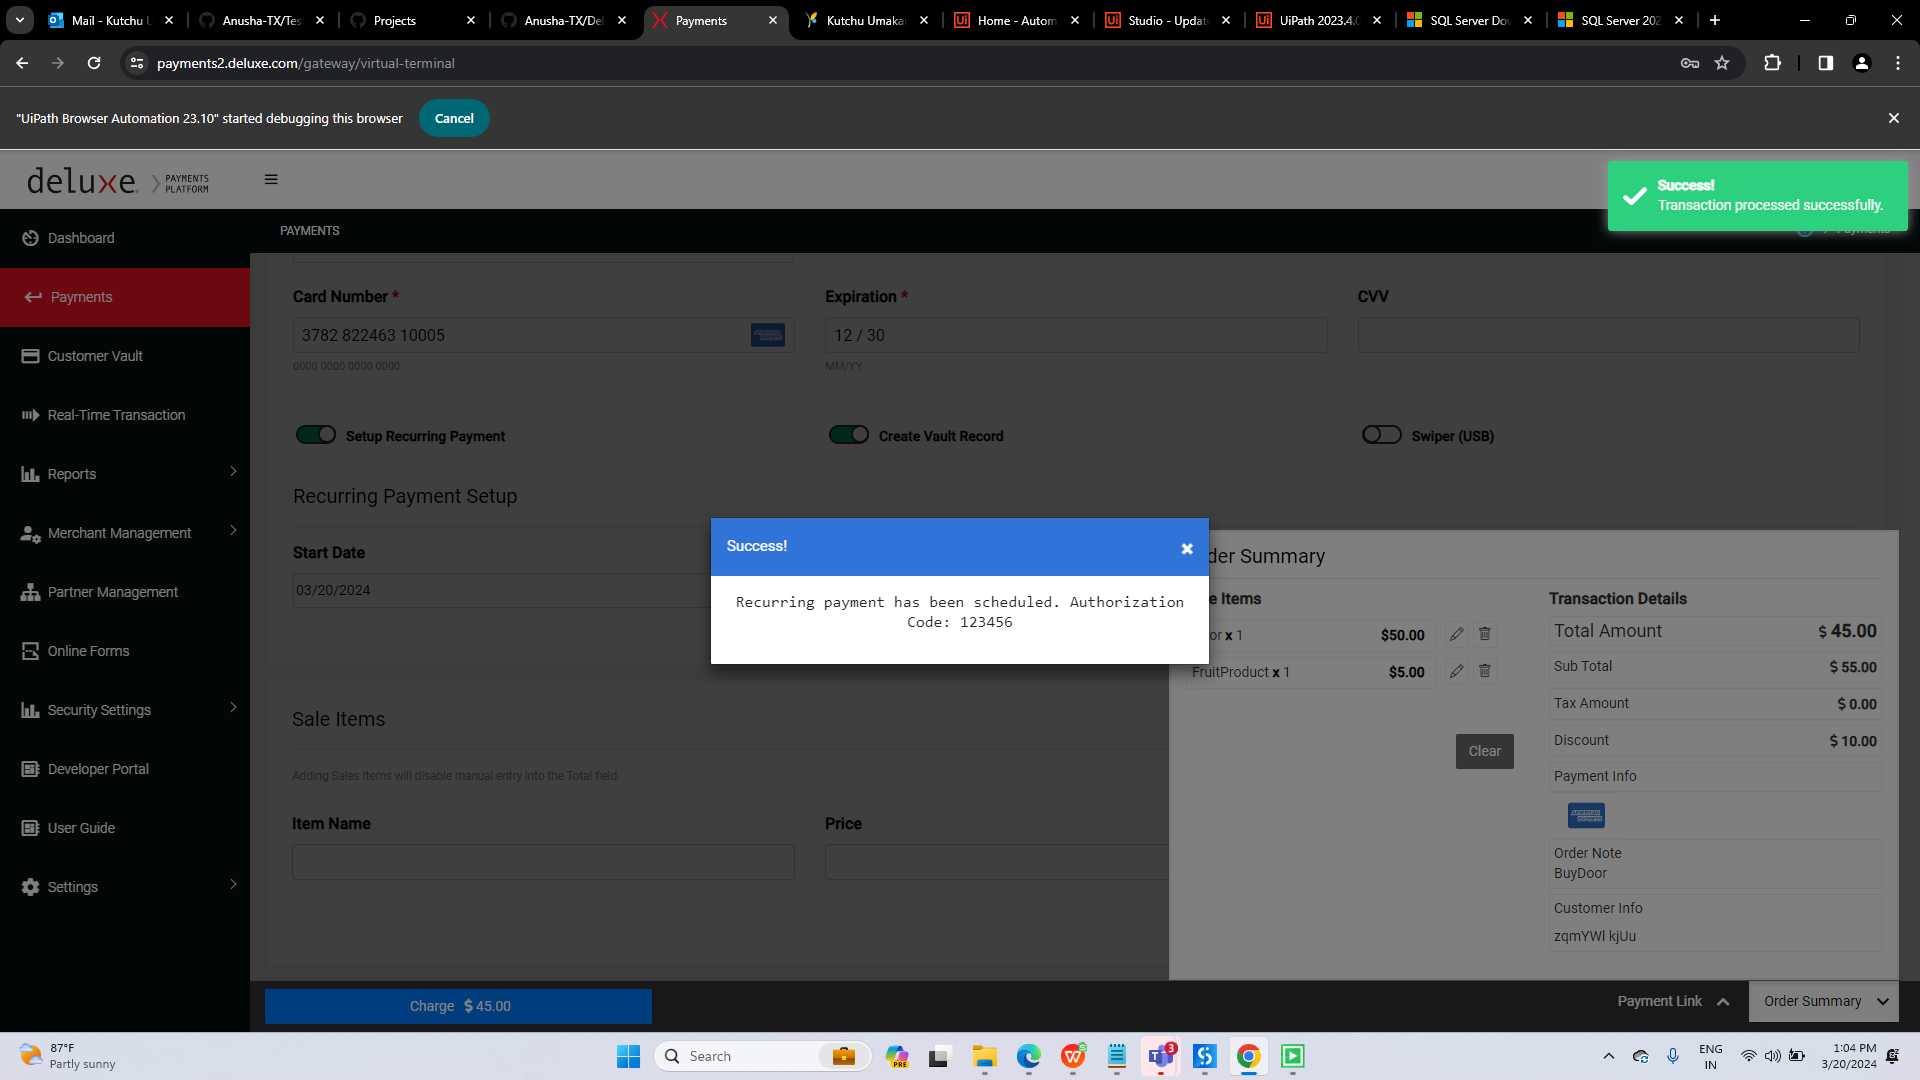 Mail - Kutchu U
Anusha-TX/Tes
Projects
Anusha-TX/Del
Payments
Kutchu Umakan
Home - Autom
Studio - Updat
UiPath 2023.4.0
SQL Server Do
SQL Server 202
payments2.deluxe.com/gateway/virtual-terminal
"UiPath Browser Automation 23.10" started debugging this browser
Cancel
deluxe
PAYMENTS
PLATFORM
Success!
Transaction processed successfully.
Dashboard
PAYMENTS
Payments
Payments
Card Number *
Expiration *
CVV
3782 822463 10005
12 / 30
0000 0000 0000 0000
MM/YY
Customer Vault
Real-Time Transaction
Setup Recurring Payment
Create Vault Record
Swiper (USB)
Reports
Recurring Payment Setup
Merchant Management
Start Date
03/20/2024
Success!
Recurring payment has been scheduled. Authorization
Code: 123456
der Summary
e Items
Transaction Details
or x 1
$50.00
Total Amount
$ 45.00
FruitProduct x 1
$5.00
Sub Total
$ 55.00
Tax Amount
$ 0.00
Discount
$ 10.00
Clear
Payment Info
Order Note
BuyDoor
Customer Info
zqmYWl kjUu
Partner Management
Online Forms
Security Settings
Sale Items
Developer Portal
Adding Sales Items will disable manual entry into the Total field.
User Guide
Item Name
Price
Settings
Charge $ 45.00
Payment Link
Order Summary
87°F
Partly sunny
Search
PRE
3
ENG
IN
1:04 PM
3/20/2024